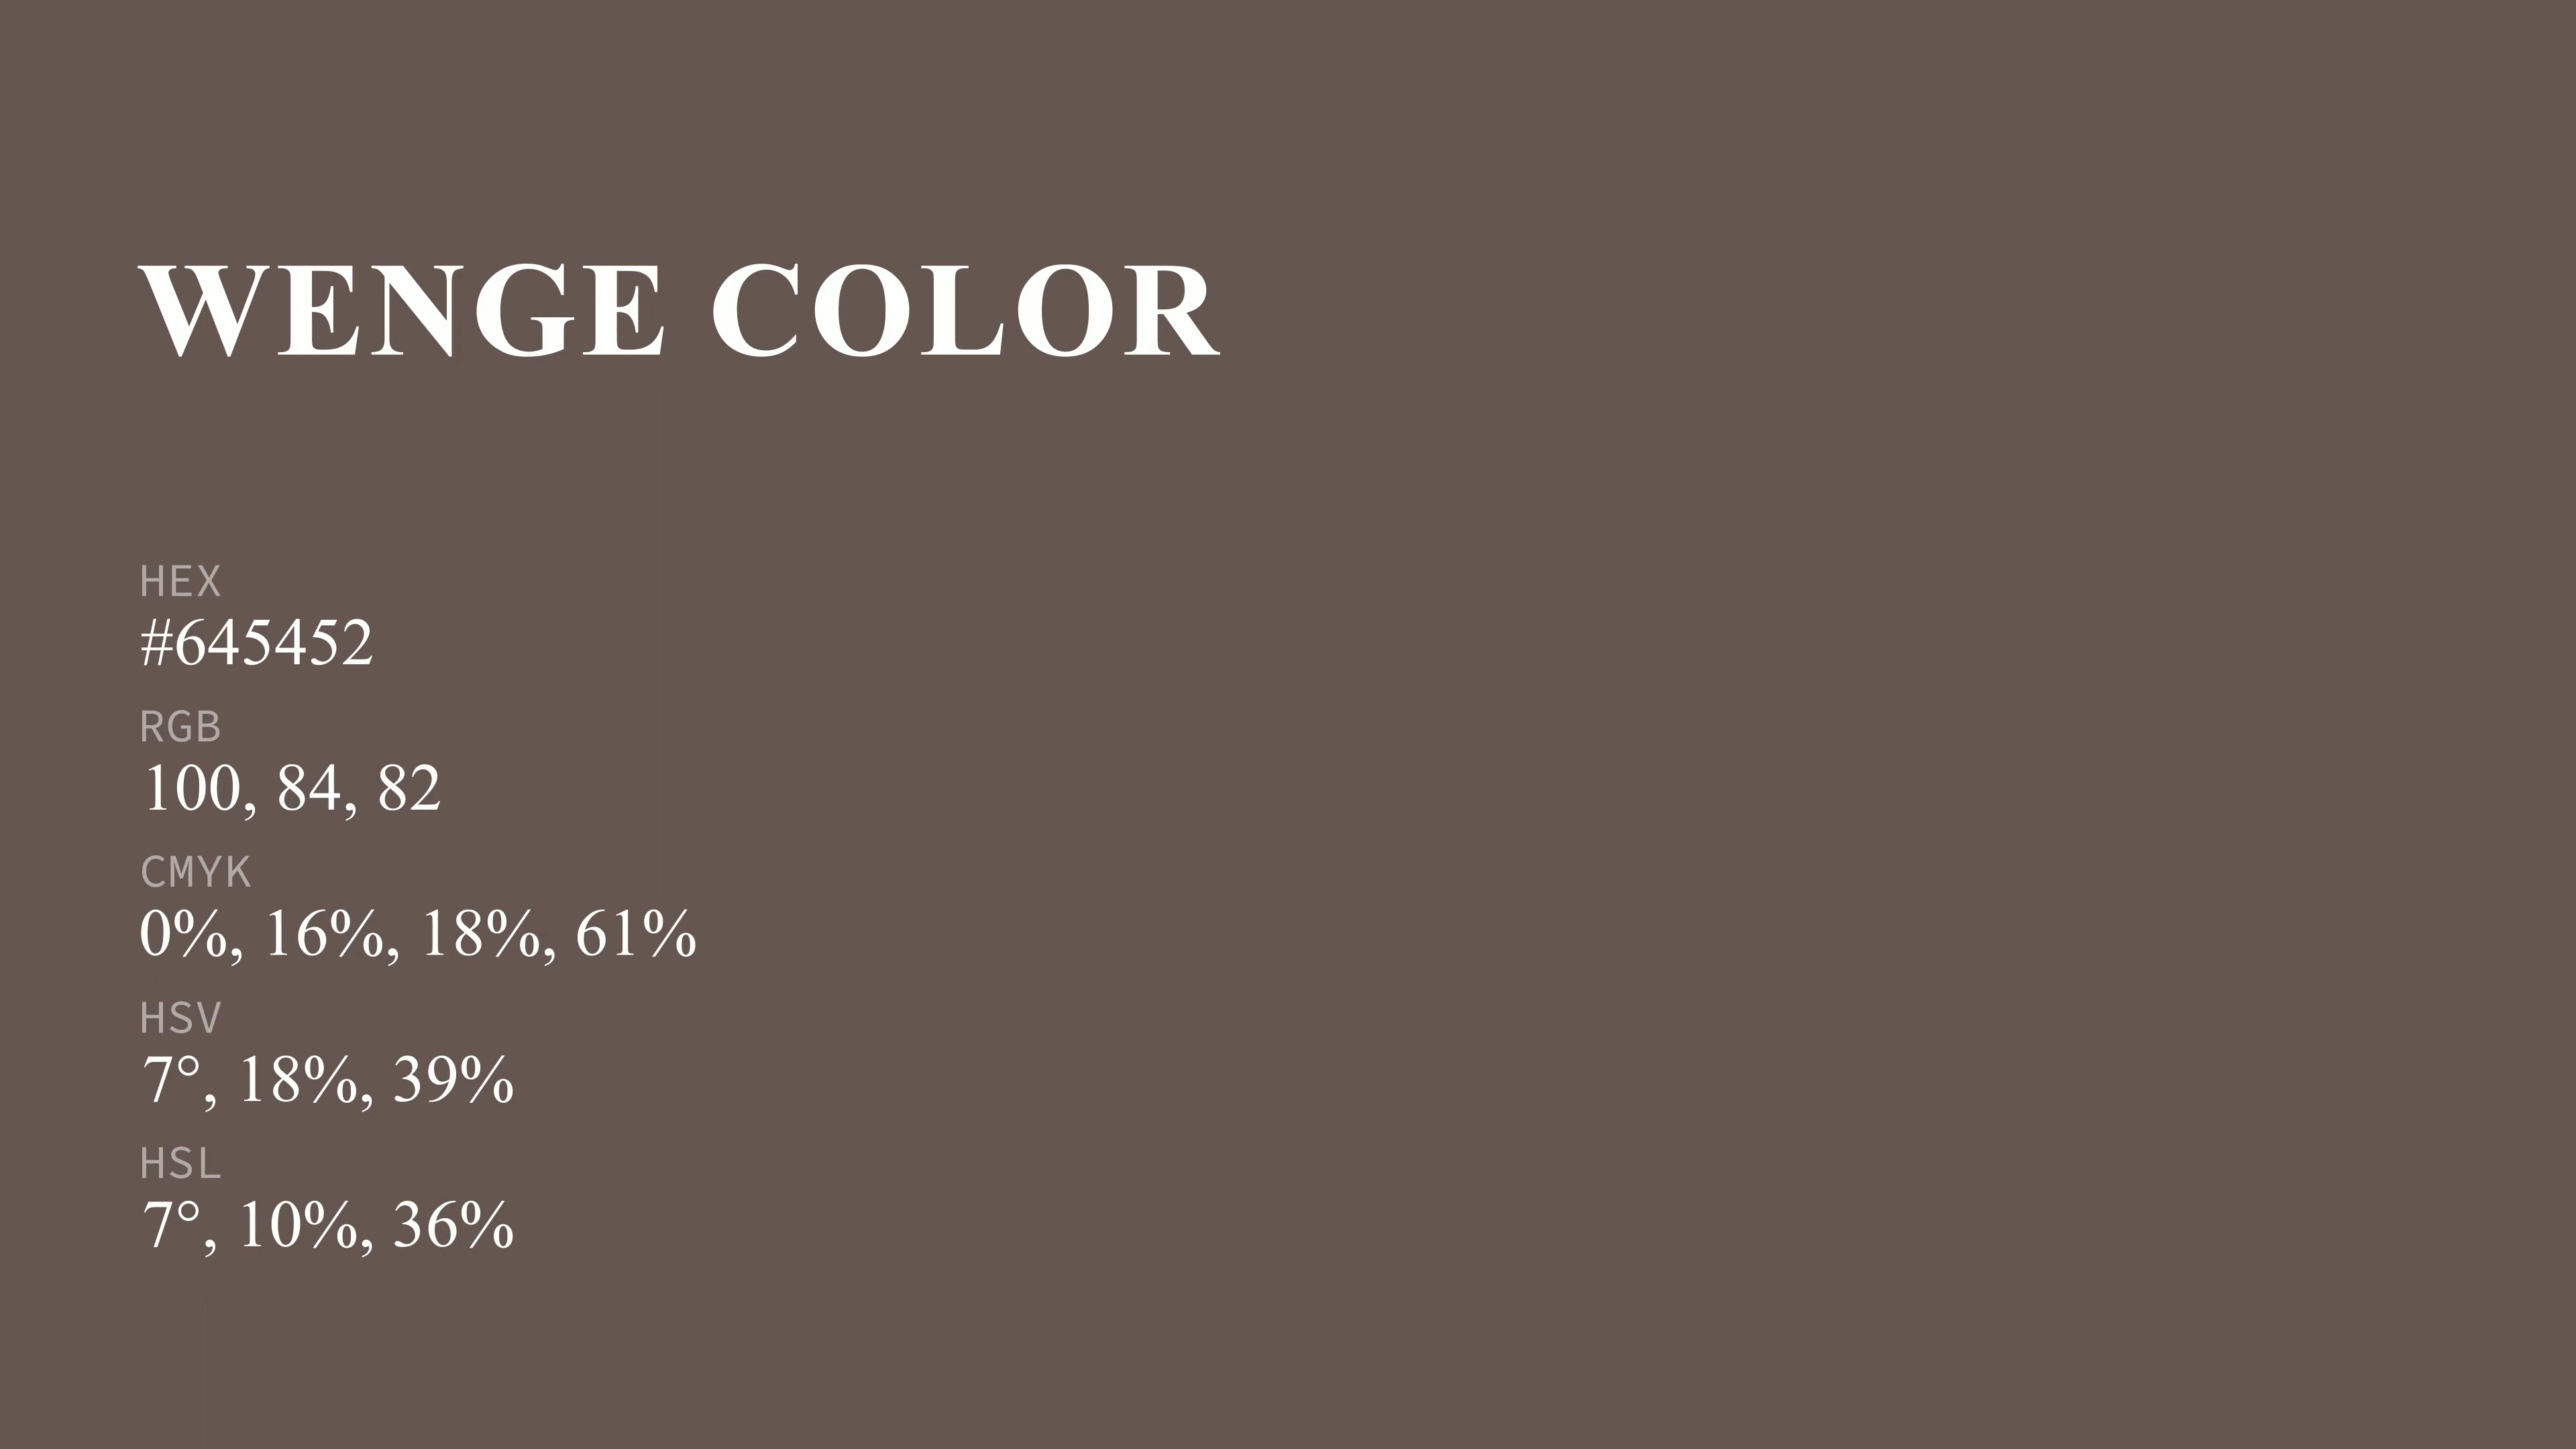 WENGE COLOR
HEX
#645452
RGB
100, 84, 82
CMYK
0%, 16%, 18%, 61%
HSV
7°, 18%, 39%
HSL
7°, 10%, 36%